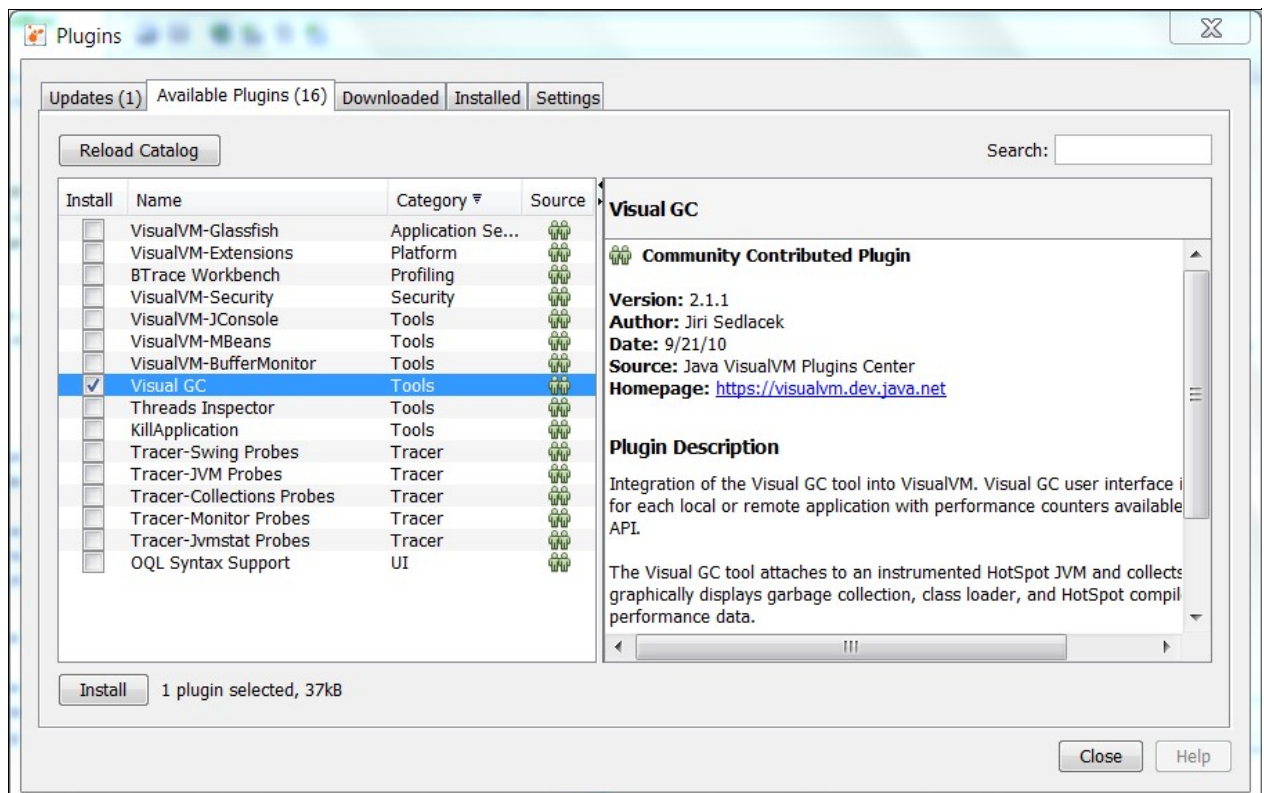 Plugins
Updates (1) Available Plugins (16) Downloaded Installed Settings
Reload Catalog Search:
Install Name Category Source
VisualVM-Glassfish Application Se...
VisualVM-Extensions Platform
BTrace Workbench Profiling
VisualVM-Security Security
VisualVM-JConsole Tools
VisualVM-MBeans Tools
VisualVM-BufferMonitor Tools
Visual GC Tools
Threads Inspector Tools
KillApplication Tools
Tracer-Swing Probes Tracer
Tracer-JVM Probes Tracer
Tracer-Collections Probes Tracer
Tracer-Monitor Probes Tracer
Tracer-Jvmstat Probes Tracer
OQL Syntax Support UI
Visual GC
Community Contributed Plugin
Version: 2.1.1
Author: Jiri Sedlacek
Date: 9/21/10
Source: Java VisualVM Plugins Center
Homepage: https://visualvm.dev.java.net
Plugin Description
Integration of the Visual GC tool into VisualVM. Visual GC user interface i
for each local or remote application with performance counters available
API.
The Visual GC tool attaches to an instrumented HotSpot JVM and collects
graphically displays garbage collection, class loader, and HotSpot compil
performance data.
Install 1 plugin selected, 37kB
Close Help